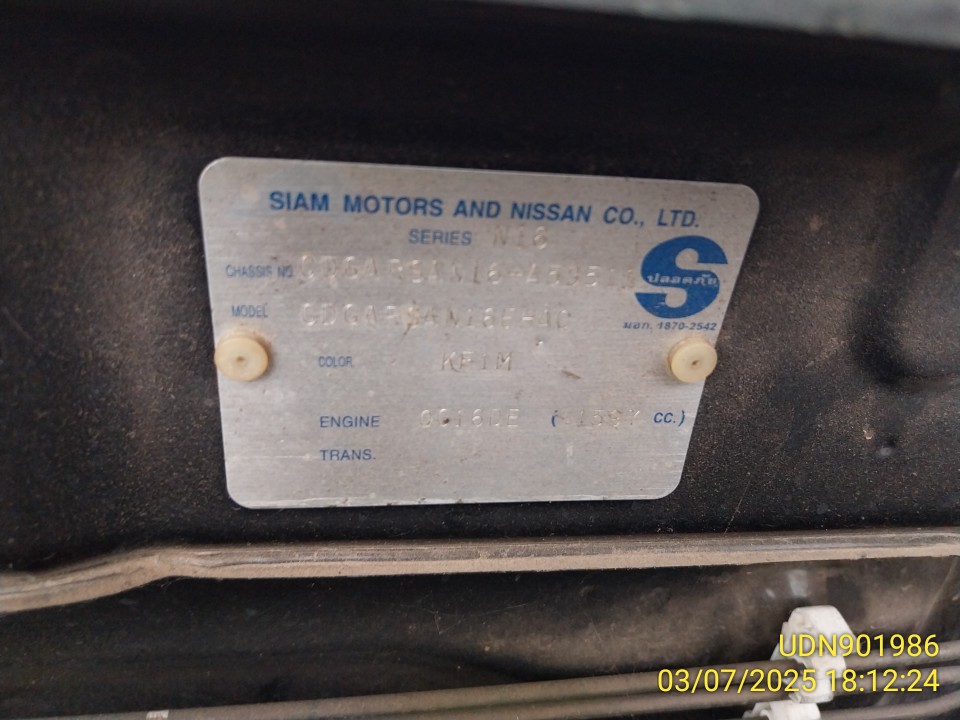 SIAM MOTORS AND NISSAN CO., LTD.
SERIES N16
CHASSIS NO.
S
ปลอดภัย
มอก. 1870-2542
MODEL
COLOR KF1M
ENGINE ( cc.)
TRANS.
UDN901986
03/07/2025 18:12:24